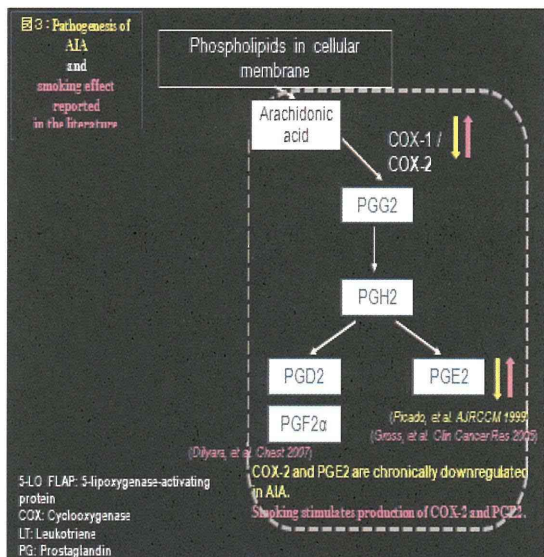 図3：Pathogenesis of
AIA
and
smoking effect
reported
in the literature
Phospholipids in cellular
membrane
Arachidonic
acid
COX-1 /
COX-2
PGG2
PGH2
PGD2
PGE2
PGF2α
(Picado, et al. AJRCCM 1999)
(Gross, et al. Clin Cancer Res 2005)
(Dilyara, et al. Chest 2007)
COX-2 and PGE2 are chronically downregulated
in AIA.
Smoking stimulates production of COX-2 and PGE2.
5-LO FLAP: 5-lipoxygenase-activating
protein
COX: Cyclooxygenase
LT: Leukotriene
PG: Prostaglandin